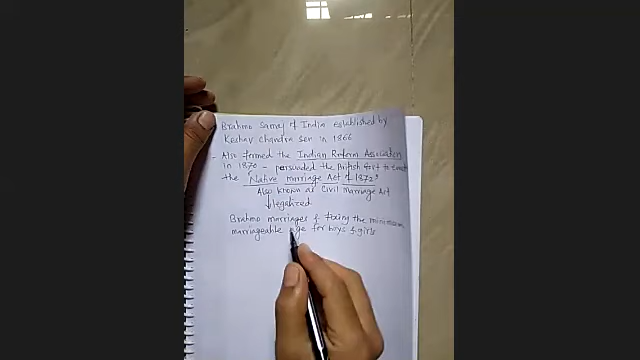 Brahmo Samaj of India established by
Keshav Chandra Sen in 1866
- Also formed the Indian Reform Association
in 1870 - persuaded the British Govt to enact
the "Native marriage Act of 1872"
Also known as Civil Marriage Act
↓legalized
Brahmo marriages & fixing the minimum
marriageable age for boys & girls